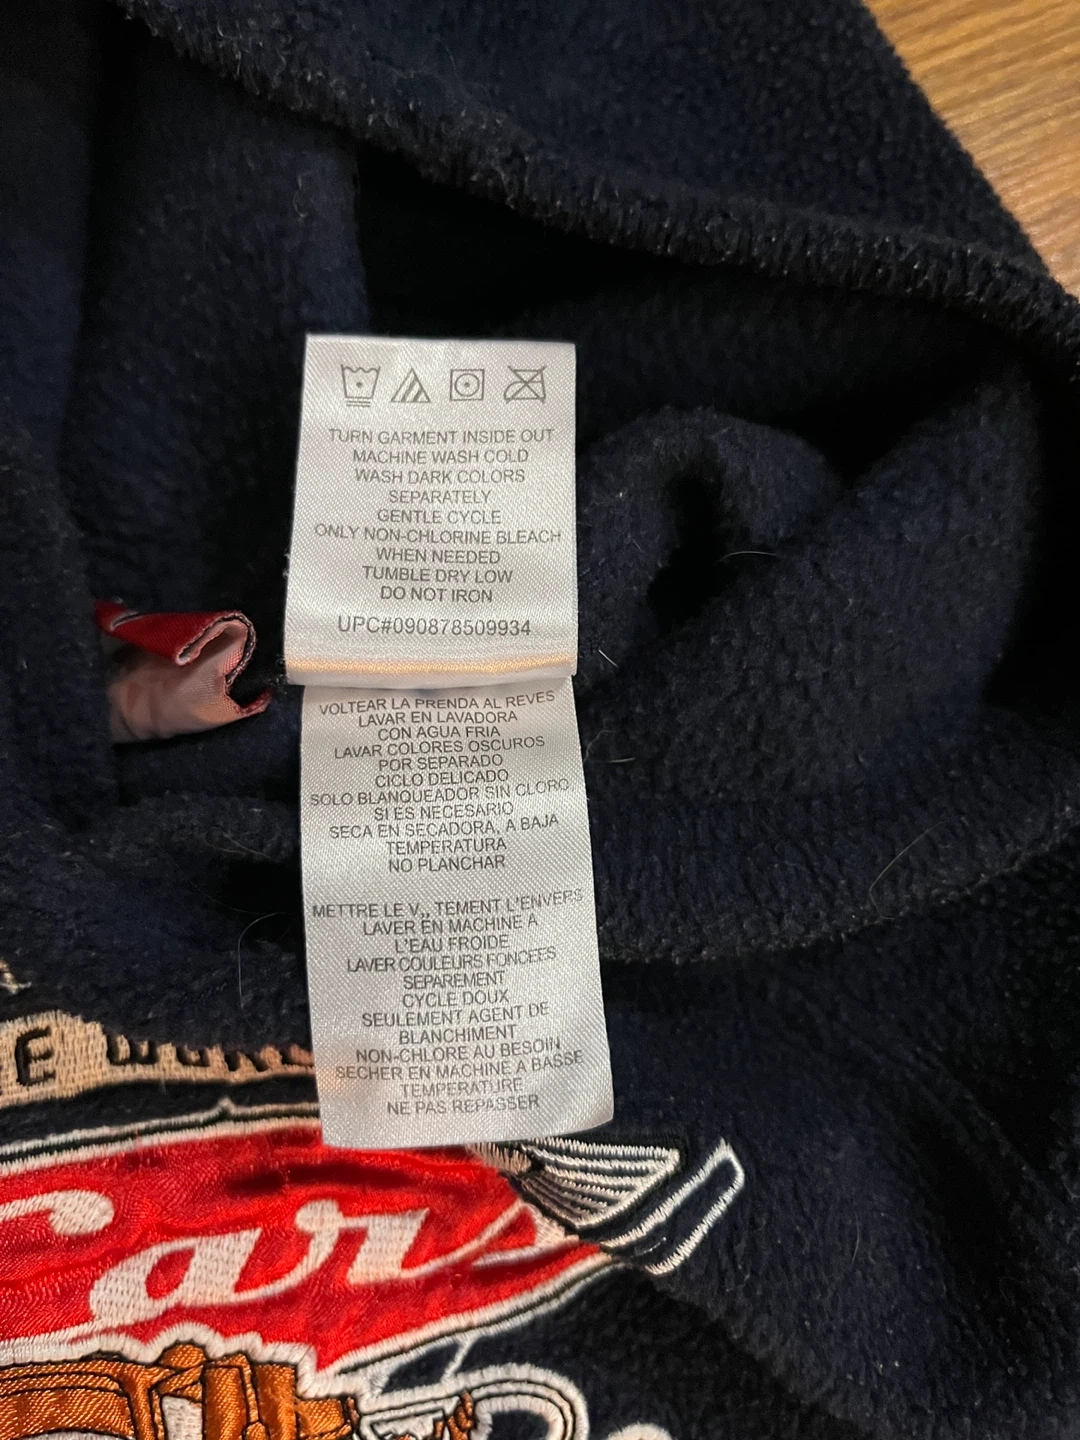 TURN GARMENT INSIDE OUT
MACHINE WASH COLD
WASH DARK COLORS
SEPARATELY
GENTLE CYCLE
ONLY NON-CHLORINE BLEACH
WHEN NEEDED
TUMBLE DRY LOW
DO NOT IRON
UPC#090878509934
VOLTEAR LA PRENDA AL REVES
LAVAR EN LAVADORA
CON AGUA FRIA
LAVAR COLORES OSCUROS
POR SEPARADO
CICLO DELICADO
SOLO BLANQUEADOR SIN CLORO
SI ES NECESARIO
SECA EN SECADORA, A BAJA
TEMPERATURA
NO PLANCHAR
METTRE LE V,, TEMENT L'ENVERS
LAVER EN MACHINE A
L'EAU FROIDE
LAVER COULEURS FONCEES
SEPAREMENT
CYCLE DOUX
SEULEMENT AGENT DE
BLANCHIMENT
NON-CHLORE AU BESOIN
SECHER EN MACHINE A BASSE
TEMPERATURE
NE PAS REPASSER
Cars